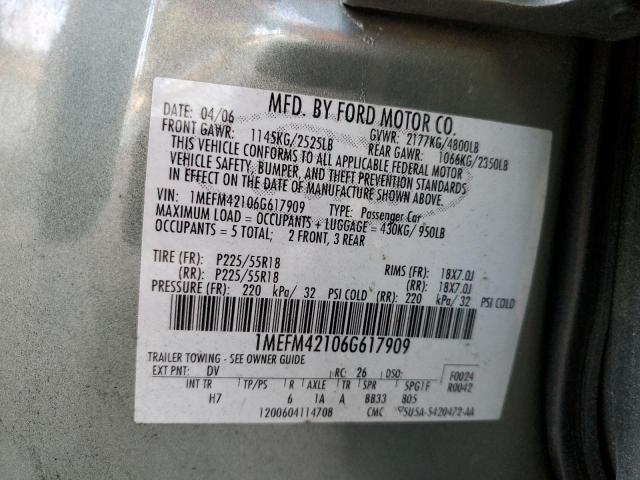 MFD. BY FORD MOTOR CO.
DATE: 04/06 GVWR: 2177KG/4800LB
FRONT GAWR: 1145KG/2525LB REAR GAWR: 1066KG/2350LB
THIS VEHICLE CONFORMS TO ALL APPLICABLE FEDERAL MOTOR
VEHICLE SAFETY, BUMPER, AND THEFT PREVENTION STANDARDS
IN EFFECT ON THE DATE OF MANUFACTURE SHOWN ABOVE.
VIN: 1MEFM42106G617909 TYPE: Passenger Car
MAXIMUM LOAD = OCCUPANTS + LUGGAGE = 430KG/950LB
OCCUPANTS = 5 TOTAL; 2 FRONT, 3 REAR
TIRE (FR): P225/55R18 RIMS (FR): 18X7.0J
(RR): P225/55R18 (RR): 18X7.0J
PRESSURE (FR): 220 kPa/ 32 PSI COLD (RR): 220 kPa/ 32 PSI COLD
1MEFM42106G617909
TRAILER TOWING - SEE OWNER GUIDE
EXT PNT: DV RC: 26 DSO: F0024
R0042
INT TR TP/PS R AXLE TR SPR SPG1F
H7 6 1A A BB33 805
1200604114708 CMC 5U5A-5420472-AA